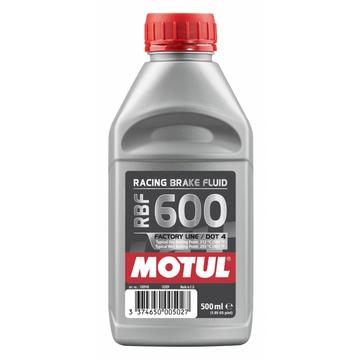 RACING BRAKE FLUID
RBF 600
FACTORY LINE / DOT 4
MOTUL
500 ml e
3 374650 005027